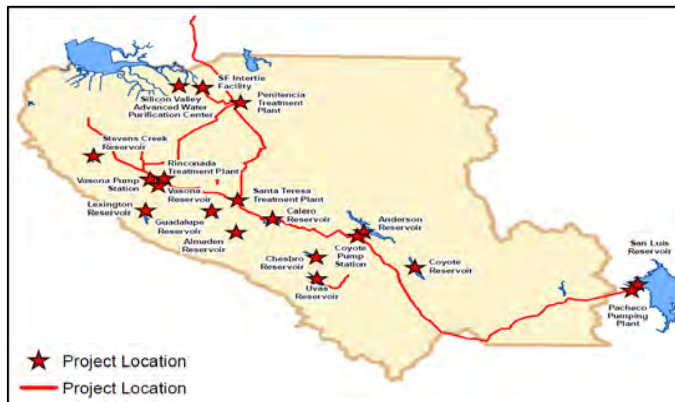 SF Intertie
Facility
Silicon Valley
Advanced Water
Purification Center
Penitencia
Treatment
Plant
Stevens Creek
Reservoir
Rinconada
Treatment Plant
Vasona Pump
Station
Vasona
Reservoir
Santa Teresa
Treatment Plant
Lexington
Reservoir
Guadalupe
Reservoir
Calero
Reservoir
Almaden
Reservoir
Anderson
Reservoir
Coyote
Pump
Station
Chesbro
Reservoir
Coyote
Reservoir
Uvas
Reservoir
San Luis
Reservoir
Pacheco
Pumping
Plant
Project Location
Project Location